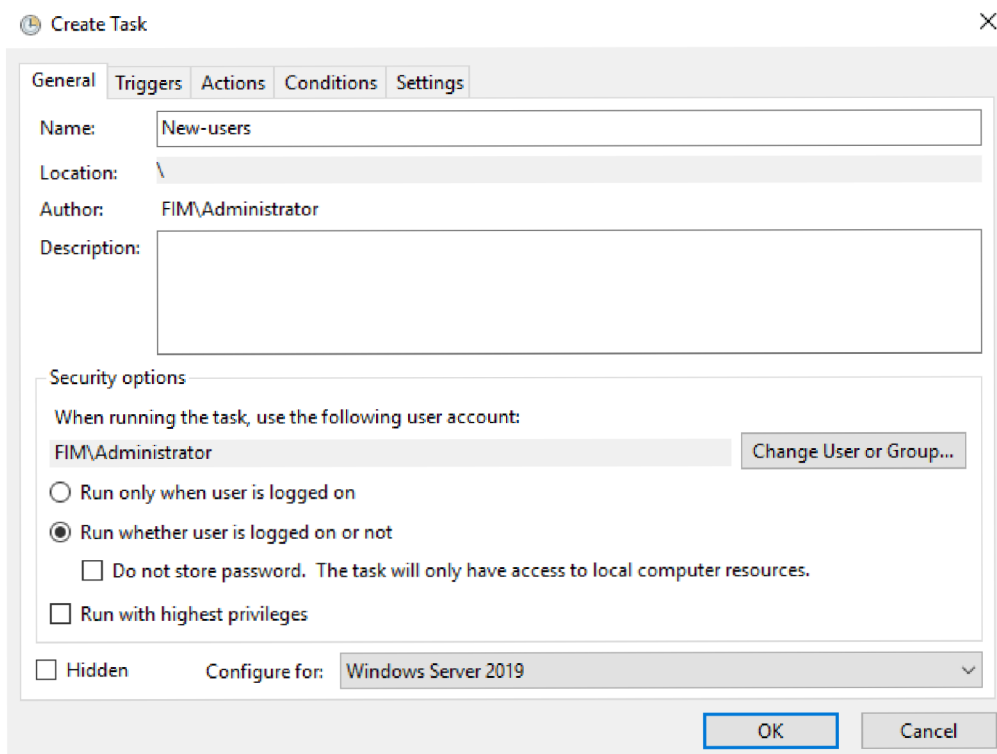 Create Task
General Triggers Actions Conditions Settings
Name: New-users
Location: \
Author: FIM\Administrator
Description:
Security options
When running the task, use the following user account:
FIM\Administrator Change User or Group...
Run only when user is logged on
Run whether user is logged on or not
Do not store password. The task will only have access to local computer resources.
Run with highest privileges
Hidden Configure for: Windows Server 2019
OK Cancel